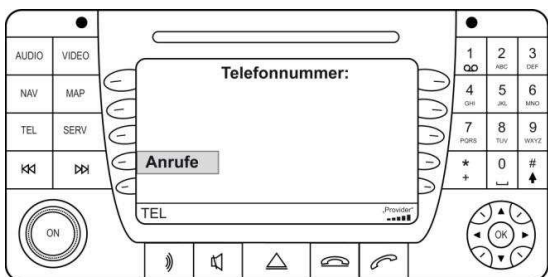 AUDIO VIDEO
NAV MAP
TEL SERV
ON
Telefonnummer:
Anrufe
TEL
„Provider“
1 2 ABC 3 DEF
4 GHI 5 JKL 6 MNO
7 PQRS 8 TUV 9 WXYZ
* + 0 #
OK